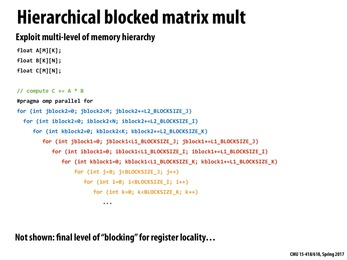 Hierarchical blocked matrix mult
Exploit multi-level of memory hierarchy
float A[M][K];
float B[K][N];
float C[M][N];
// compute C += A * B
#pragma omp parallel for
for (int jblock2=0; jblock2<M; jblock2+=L2_BLOCKSIZE_J)
for (int iblock2=0; iblock2<N; iblock2+=L2_BLOCKSIZE_I)
for (int kblock2=0; kblock2<K; kblock2+=L2_BLOCKSIZE_K)
for (int jblock1=0; jblock1<L1_BLOCKSIZE_J; jblock1+=L1_BLOCKSIZE_J)
for (int iblock1=0; iblock1<L1_BLOCKSIZE_I; iblock1+=L1_BLOCKSIZE_I)
for (int kblock1=0; kblock1<L1_BLOCKSIZE_K; kblock1+=L1_BLOCKSIZE_K)
for (int j=0; j<BLOCKSIZE_J; j++)
for (int i=0; i<BLOCKSIZE_I; i++)
for (int k=0; k<BLOCKSIZE_K; k++)
...
Not shown: final level of “blocking” for register locality…
CMU 15-418/618, Spring 2017